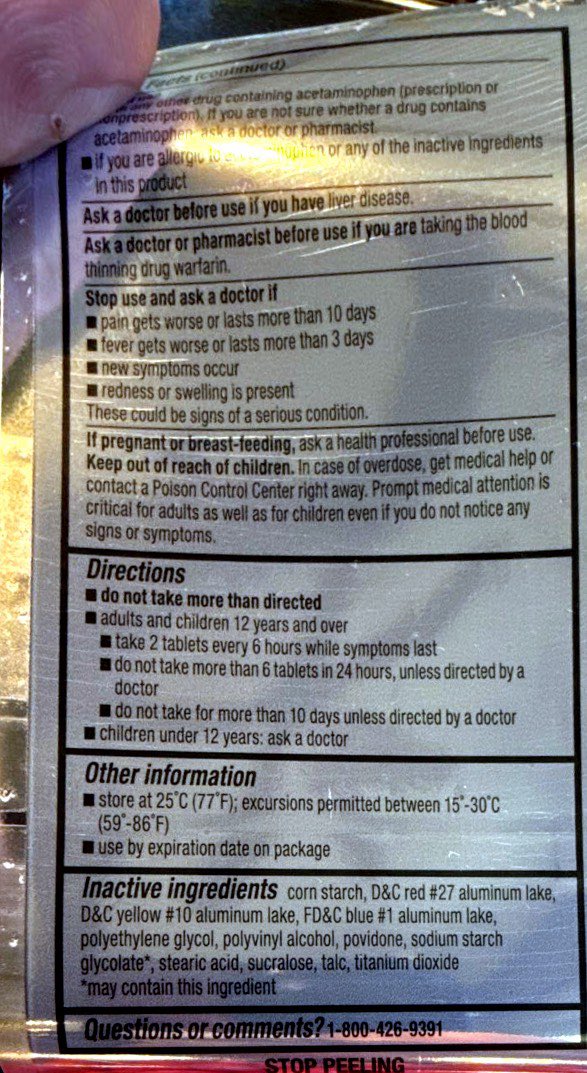 Facts (continued)
any other drug containing acetaminophen (prescription or
nonprescription). If you are not sure whether a drug contains
acetaminophen, ask a doctor or pharmacist.
■ if you are allergic to acetaminophen or any of the inactive ingredients
in this product
Ask a doctor before use if you have liver disease.
Ask a doctor or pharmacist before use if you are taking the blood
thinning drug warfarin.
Stop use and ask a doctor if
■ pain gets worse or lasts more than 10 days
■ fever gets worse or lasts more than 3 days
■ new symptoms occur
■ redness or swelling is present
These could be signs of a serious condition.
If pregnant or breast-feeding, ask a health professional before use.
Keep out of reach of children. In case of overdose, get medical help or
contact a Poison Control Center right away. Prompt medical attention is
critical for adults as well as for children even if you do not notice any
signs or symptoms.
Directions
■ do not take more than directed
■ adults and children 12 years and over
■ take 2 tablets every 6 hours while symptoms last
■ do not take more than 6 tablets in 24 hours, unless directed by a
doctor
■ do not take for more than 10 days unless directed by a doctor
■ children under 12 years: ask a doctor
Other information
■ store at 25°C (77°F); excursions permitted between 15°-30°C
(59°-86°F)
■ use by expiration date on package
Inactive ingredients corn starch, D&C red #27 aluminum lake,
D&C yellow #10 aluminum lake, FD&C blue #1 aluminum lake,
polyethylene glycol, polyvinyl alcohol, povidone, sodium starch
glycolate*, stearic acid, sucralose, talc, titanium dioxide
*may contain this ingredient
Questions or comments? 1-800-426-9391
STOP PEELING